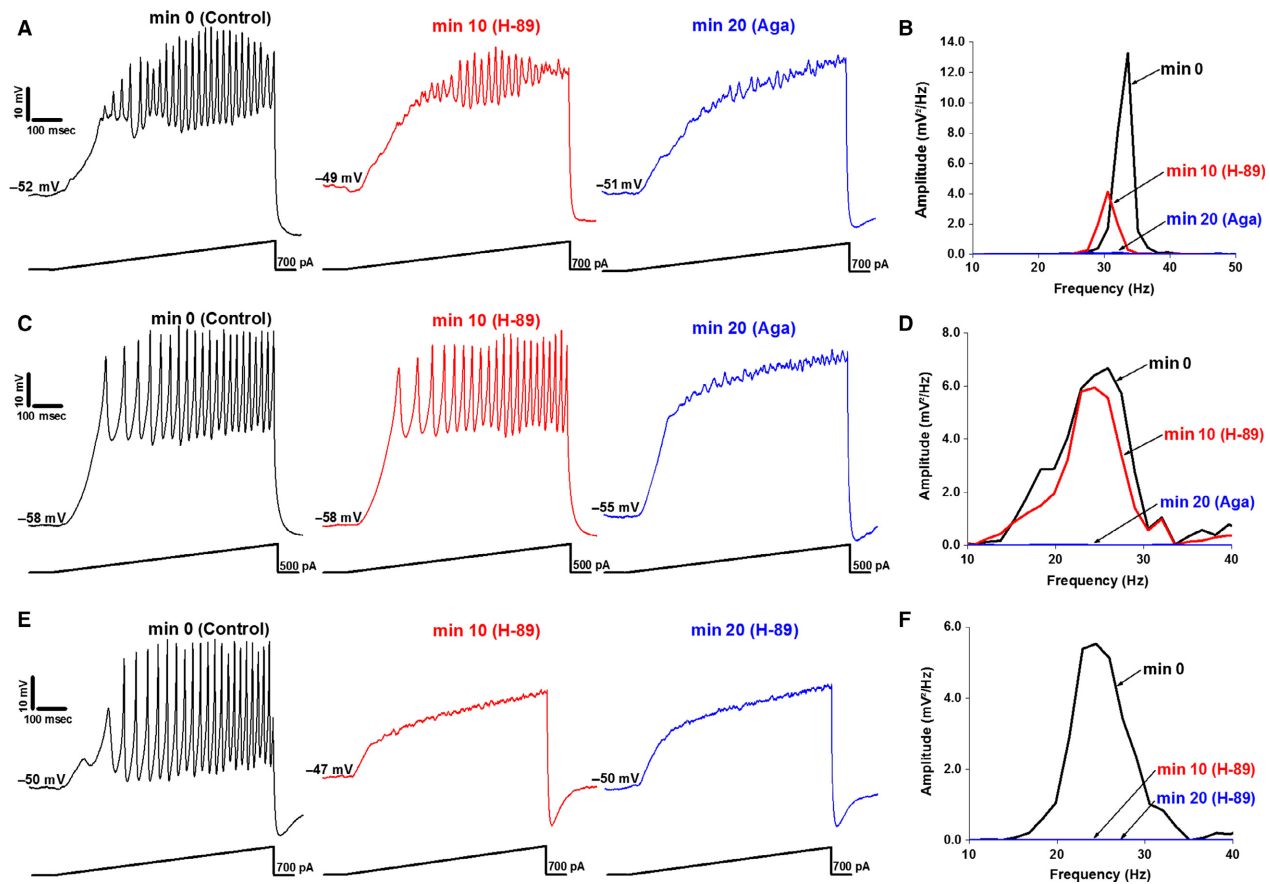 A
min 0 (Control)
min 10 (H-89)
min 20 (Aga)
10 mV
100 msec
–52 mV
–49 mV
–51 mV
700 pA
700 pA
700 pA
B
14.0
12.0
10.0
8.0
6.0
4.0
2.0
0.0
Amplitude (mV²/Hz)
min 0
min 10 (H-89)
min 20 (Aga)
10 20 30 40 50
Frequency (Hz)
C
min 0 (Control)
min 10 (H-89)
min 20 (Aga)
10 mV
100 msec
–58 mV
–58 mV
–55 mV
500 pA
500 pA
500 pA
D
8.0
6.0
4.0
2.0
0.0
Amplitude (mV²/Hz)
min 0
min 10 (H-89)
min 20 (Aga)
10 20 30 40
Frequency (Hz)
E
min 0 (Control)
min 10 (H-89)
min 20 (H-89)
10 mV
100 msec
–50 mV
–47 mV
–50 mV
700 pA
700 pA
700 pA
F
6.0
4.0
2.0
0.0
Amplitude (mV²/Hz)
min 0
min 10 (H-89)
min 20 (H-89)
10 20 30 40
Frequency (Hz)